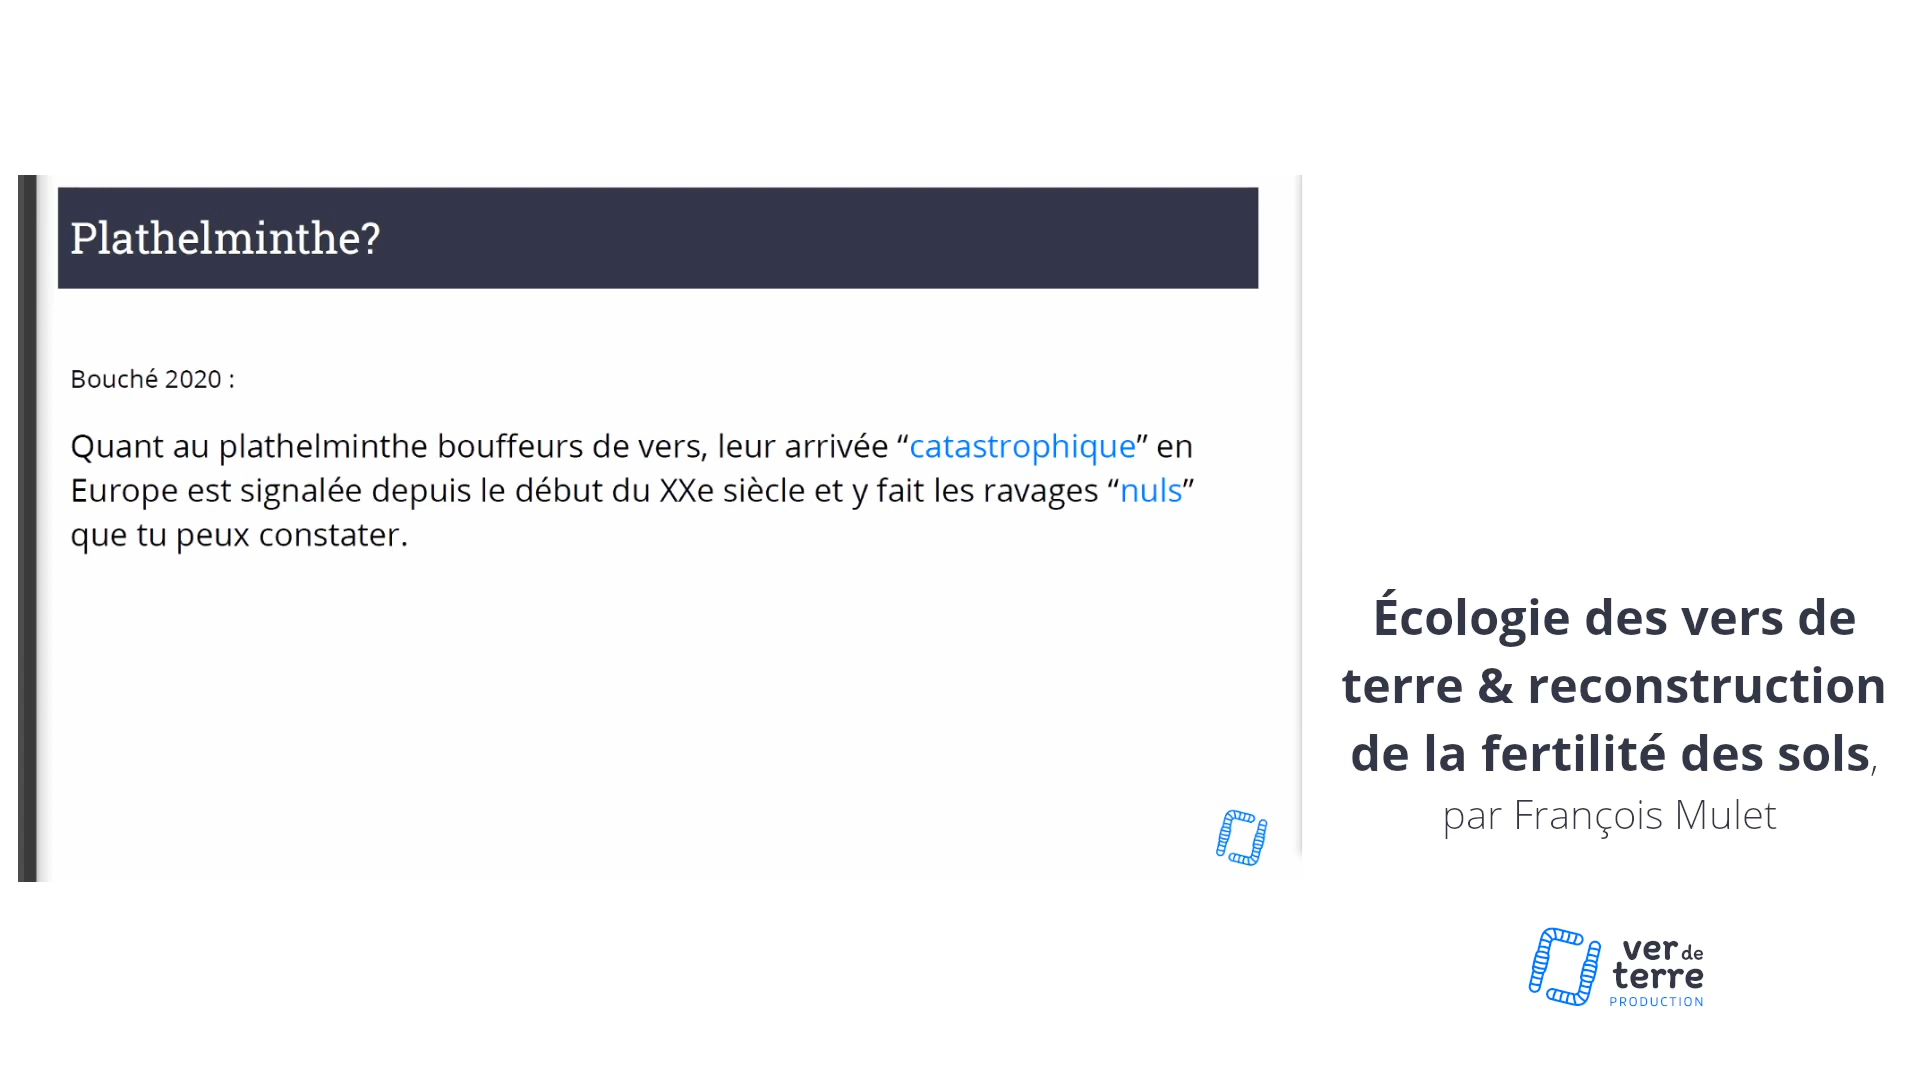 Plathelminthe?
Bouché 2020 :
Quant au plathelminthe bouffeurs de vers, leur arrivée “catastrophique” en
Europe est signalée depuis le début du XXe siècle et y fait les ravages “nuls”
que tu peux constater.
Écologie des vers de
terre & reconstruction
de la fertilité des sols,
par François Mulet
ver de
terre
PRODUCTION